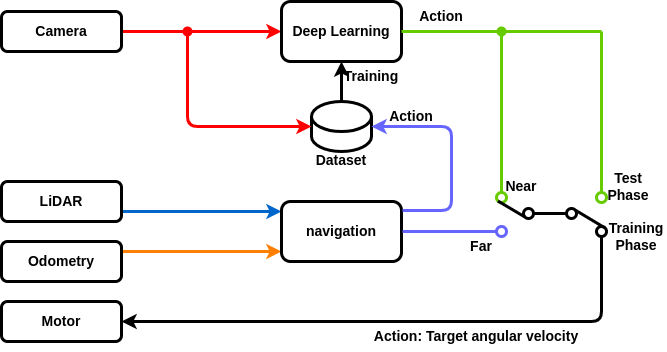 Camera
Deep Learning
Action
Training
Action
Dataset
LiDAR
Near
Test
Phase
navigation
Training
Phase
Far
Odometry
Motor
Action: Target angular velocity